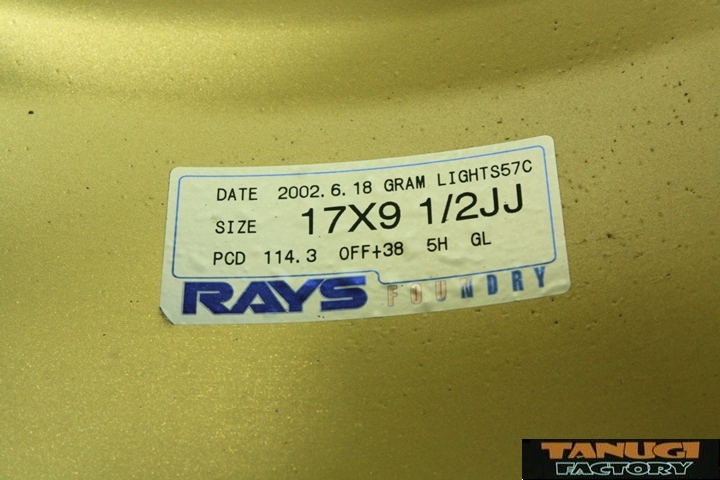 DATE 2002.6.18 GRAM LIGHTS57C
SIZE 17X9 1/2JJ
PCD 114.3 OFF+38 5H GL
RAYS FOUNDRY
TANUGI
FACTORY